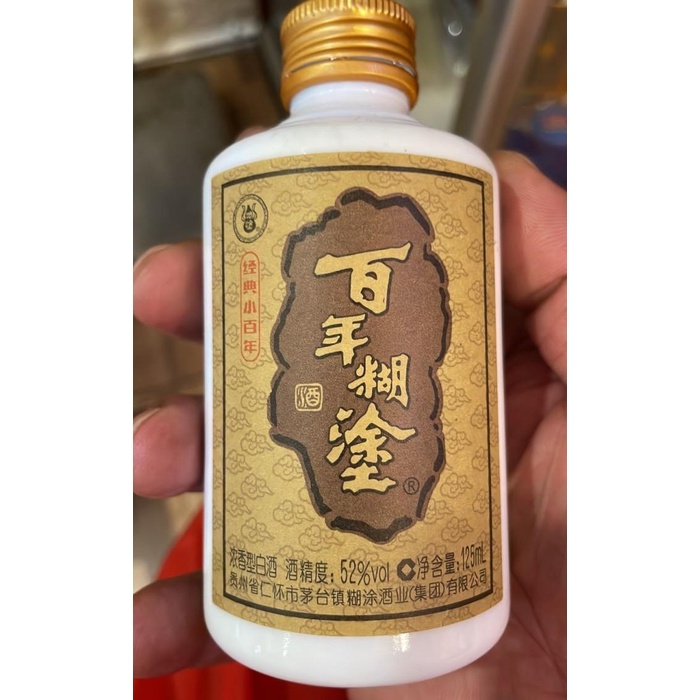 经典小百年
百年糊塗
酒
®
浓香型白酒 酒精度:52%vol 净含量:125mL
贵州省仁怀市茅台镇糊涂酒业(集团)有限公司